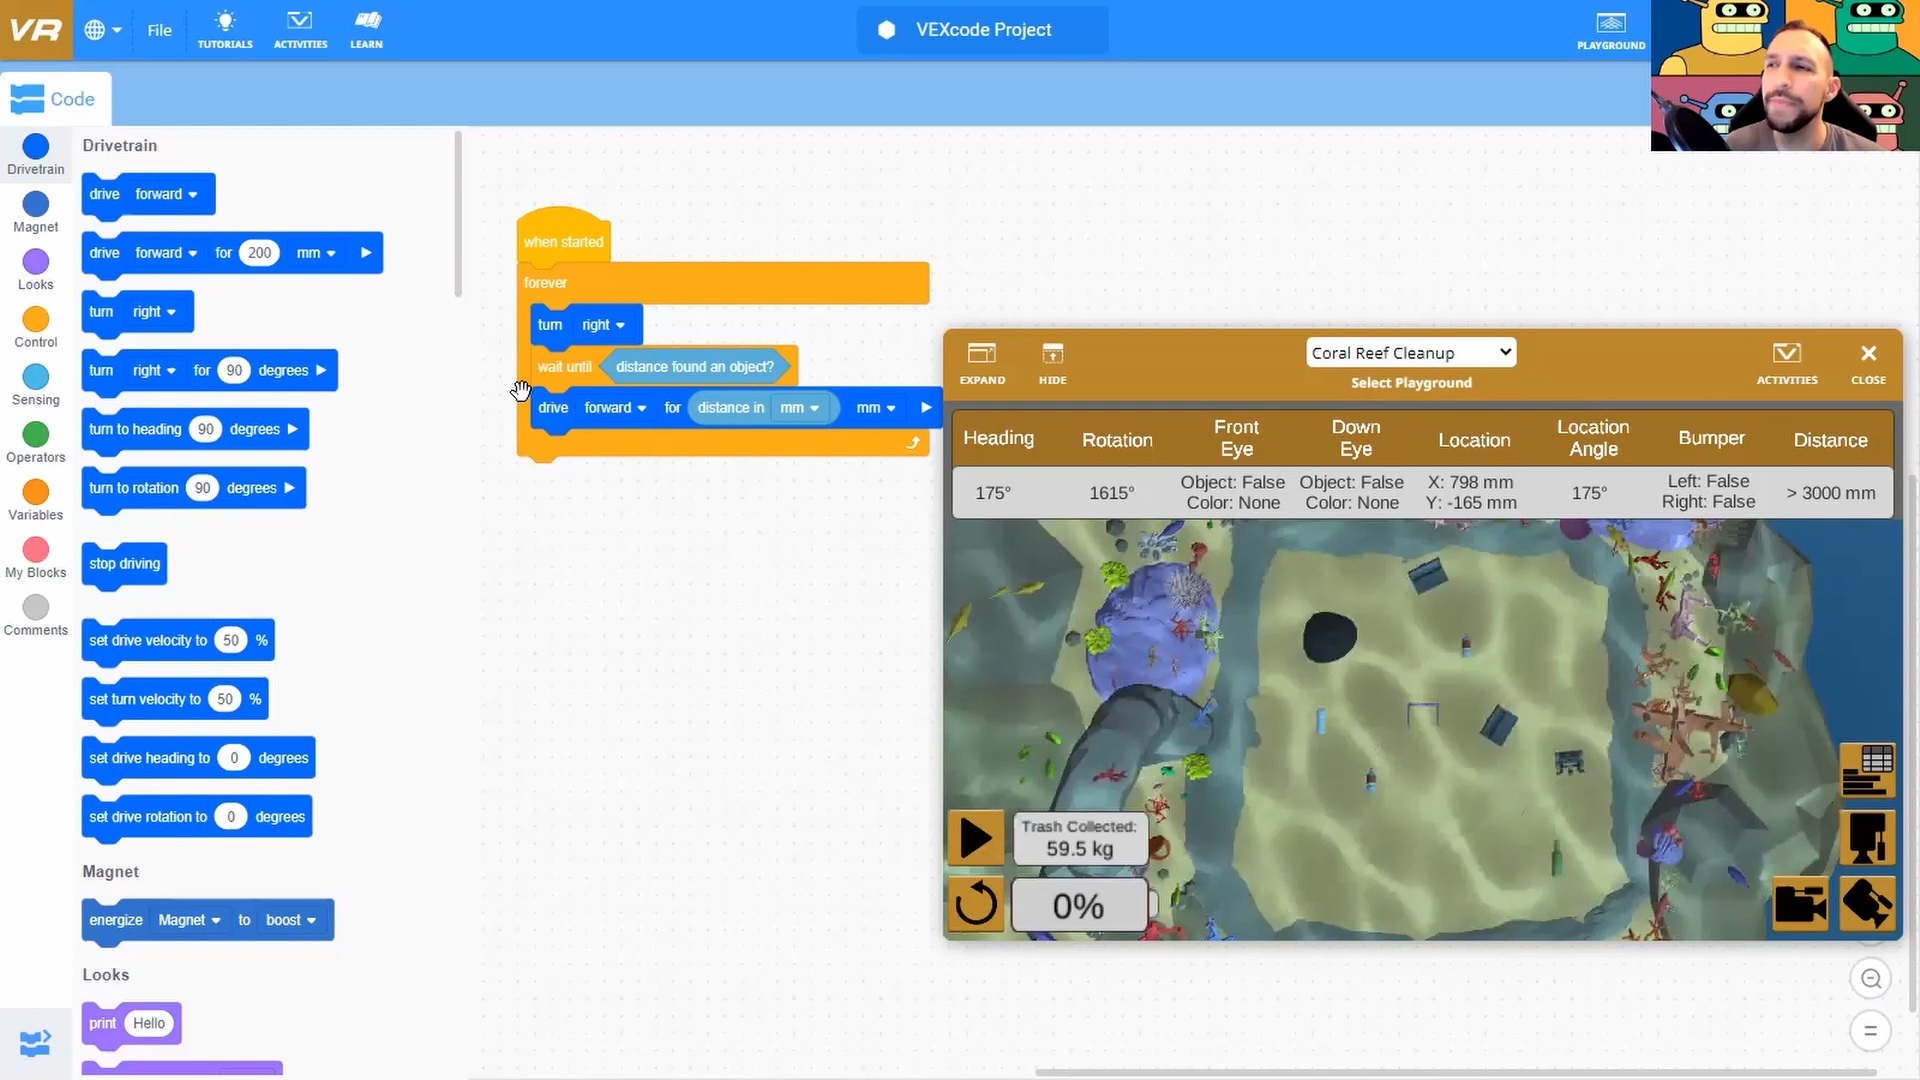 VR
File
TUTORIALS
ACTIVITIES
LEARN
VEXcode Project
PLAYGROUND
Code
Drivetrain
Magnet
Looks
Control
Sensing
Operators
Variables
My Blocks
Comments
Drivetrain
drive forward
drive forward for 200 mm
turn right
turn right for 90 degrees
turn to heading 90 degrees
turn to rotation 90 degrees
stop driving
set drive velocity to 50 %
set turn velocity to 50 %
set drive heading to 0 degrees
set drive rotation to 0 degrees
Magnet
energize Magnet to boost
Looks
print Hello
when started
forever
turn right
wait until distance found an object?
drive forward for distance in mm mm
EXPAND
HIDE
Coral Reef Cleanup
Select Playground
ACTIVITIES
CLOSE
Heading Rotation Front Eye Down Eye Location Location Angle Bumper Distance
175° 1615° Object: False Object: False X: 798 mm 175° Left: False > 3000 mm
Color: None Color: None Y: -165 mm Right: False
Trash Collected:
59.5 kg
0%